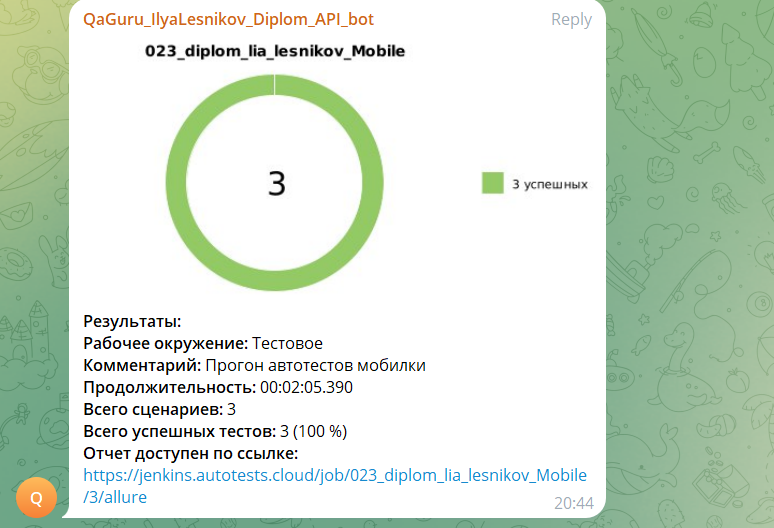 QaGuru_IlyaLesnikov_Diplom_API_bot Reply
023_diplom_lia_lesnikov_Mobile
3
3 успешных
Результаты:
Рабочее окружение: Тестовое
Комментарий: Прогон автотестов мобилки
Продолжительность: 00:02:05.390
Всего сценариев: 3
Всего успешных тестов: 3 (100 %)
Отчет доступен по ссылке:
https://jenkins.autotests.cloud/job/023_diplom_lia_lesnikov_Mobile
/3/allure
Q
20:44